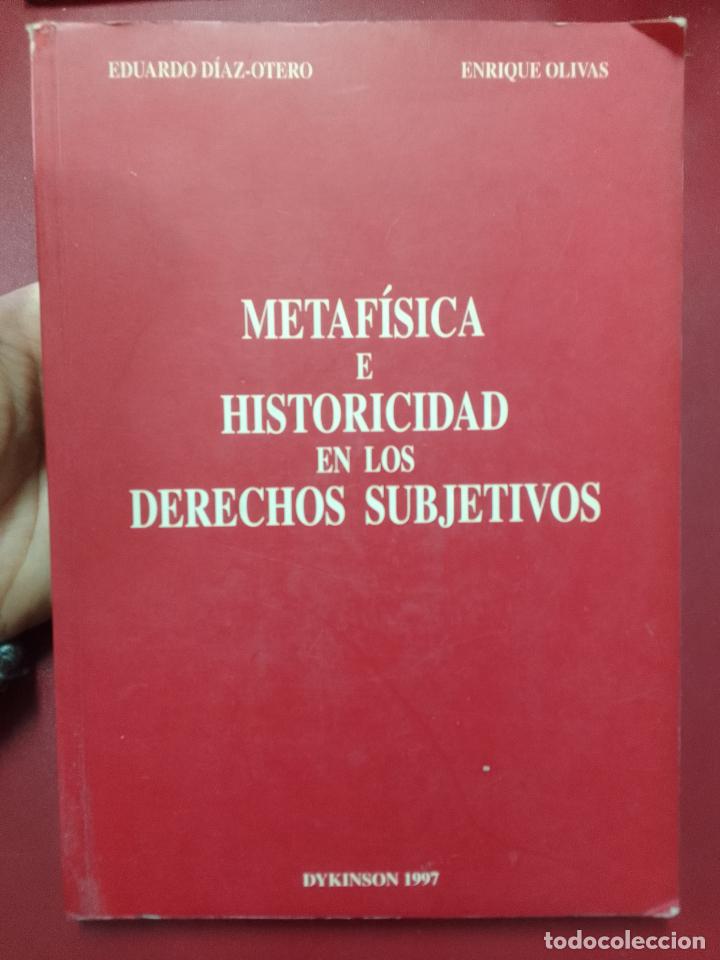 EDUARDO DÍAZ-OTERO ENRIQUE OLIVAS
METAFÍSICA
E
HISTORICIDAD
EN LOS
DERECHOS SUBJETIVOS
DYKINSON 1997
todocoleccion